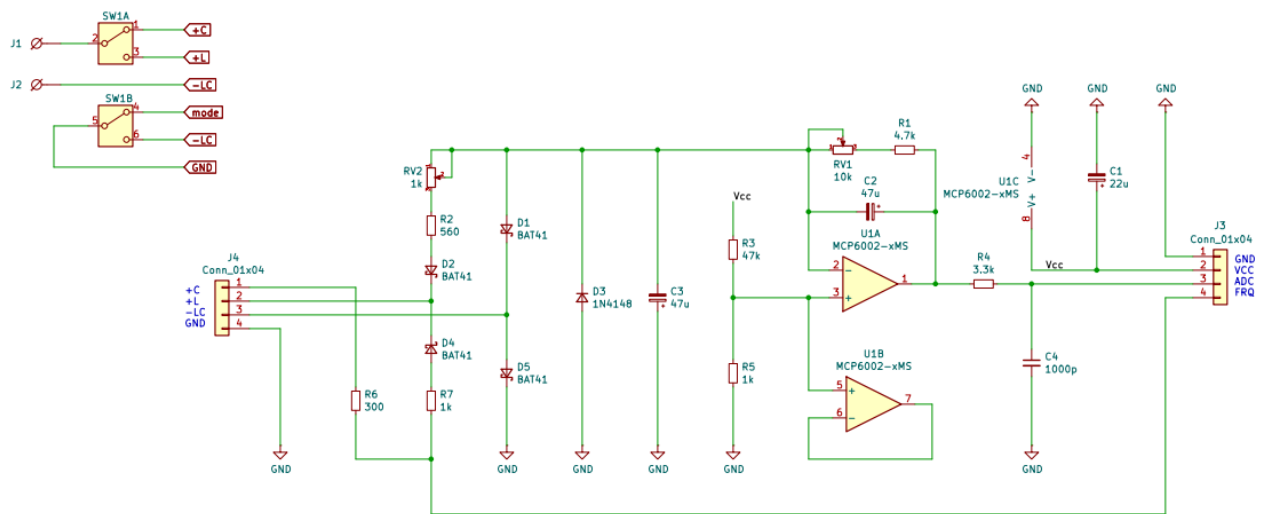 SW1A
J1
2
1
3
+C
+L
J2
-LC
SW1B
5
4
6
mode
-LC
GND
RV2
1k
R2
560
D2
BAT41
D1
BAT41
J4
Conn_01x04
+C
+L
-LC
GND
1
2
3
4
D4
BAT41
D5
BAT41
R6
300
R7
1k
GND
GND
D3
1N4148
GND
C3
47u
GND
Vcc
R3
47k
R5
1k
GND
RV1
10k
R1
4.7k
C2
47u
U1A
MCP6002-xMS
2
3
1
-
+
U1B
MCP6002-xMS
5
6
7
+
-
R4
3.3k
GND
4
V-
U1C
MCP6002-xMS
V+
8
Vcc
GND
C1
22u
GND
C4
1000p
GND
J3
Conn_01x04
1
2
3
4
GND
VCC
ADC
FRQ